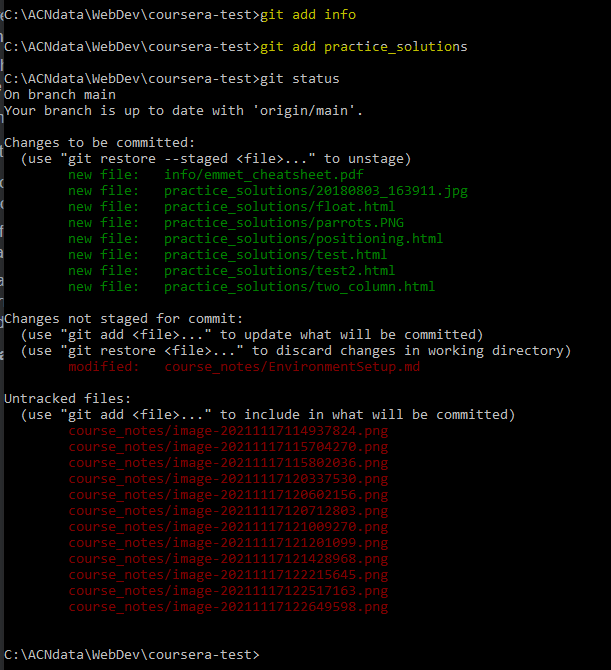 C:\ACNdata\WebDev\coursera-test>git add info
C:\ACNdata\WebDev\coursera-test>git add practice_solutions
C:\ACNdata\WebDev\coursera-test>git status
On branch main
Your branch is up to date with 'origin/main'.
Changes to be committed:
  (use "git restore --staged <file>..." to unstage)
        new file:   info/emmet_cheatsheet.pdf
        new file:   practice_solutions/20180803_163911.jpg
        new file:   practice_solutions/float.html
        new file:   practice_solutions/parrots.PNG
        new file:   practice_solutions/positioning.html
        new file:   practice_solutions/test.html
        new file:   practice_solutions/test2.html
        new file:   practice_solutions/two_column.html
Changes not staged for commit:
  (use "git add <file>..." to update what will be committed)
  (use "git restore <file>..." to discard changes in working directory)
        modified:   course_notes/EnvironmentSetup.md
Untracked files:
  (use "git add <file>..." to include in what will be committed)
        course_notes/image-20211117114937824.png
        course_notes/image-20211117115704270.png
        course_notes/image-20211117115802036.png
        course_notes/image-20211117120337530.png
        course_notes/image-20211117120602156.png
        course_notes/image-20211117120712803.png
        course_notes/image-20211117121009270.png
        course_notes/image-20211117121201099.png
        course_notes/image-20211117121428968.png
        course_notes/image-20211117122215645.png
        course_notes/image-20211117122517163.png
        course_notes/image-20211117122649598.png
C:\ACNdata\WebDev\coursera-test>